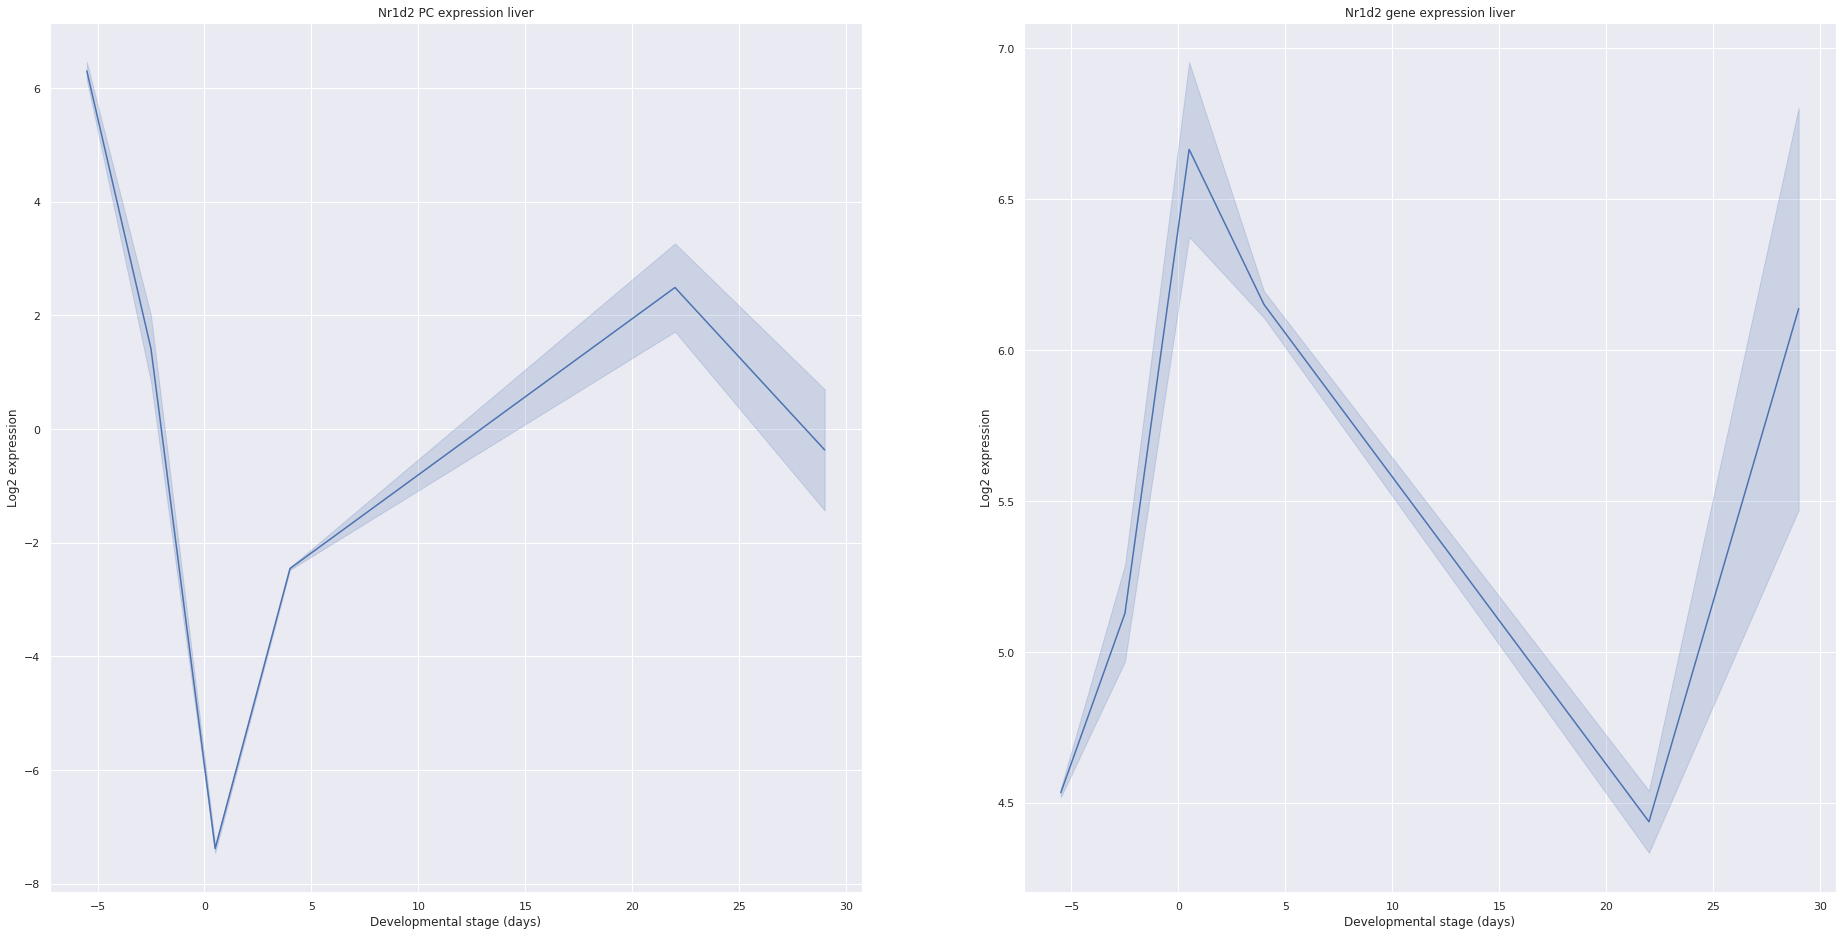 Nr1d2 PC expression liver
Log2 expression
6
4
2
0
−2
−4
−6
−8
−5 0 5 10 15 20 25 30
Developmental stage (days)
Nr1d2 gene expression liver
Log2 expression
7.0
6.5
6.0
5.5
5.0
4.5
−5 0 5 10 15 20 25 30
Developmental stage (days)